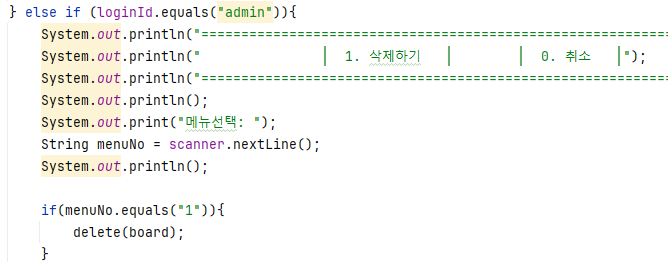 } else if (loginId.equals("admin")){
System.out.println("==========================================================
System.out.println("                | 1. 삭제하기   |         | 0. 취소   |");
System.out.println("==========================================================
System.out.println();
System.out.print("메뉴선택: ");
String menuNo = scanner.nextLine();
System.out.println();
if(menuNo.equals("1")){
delete(board);
}